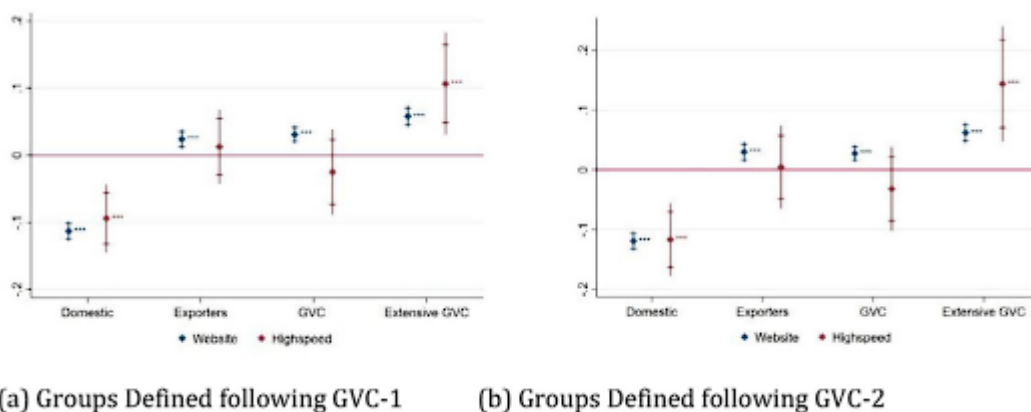 .2
.1
0
-.1
-.2
***
***
***
***
***
***
Domestic
Exporters
GVC
Extensive GVC
Website
Highspeed
.2
.1
0
-.1
-.2
***
***
***
***
***
***
Domestic
Exporters
GVC
Extensive GVC
Website
Highspeed
(a) Groups Defined following GVC-1
(b) Groups Defined following GVC-2